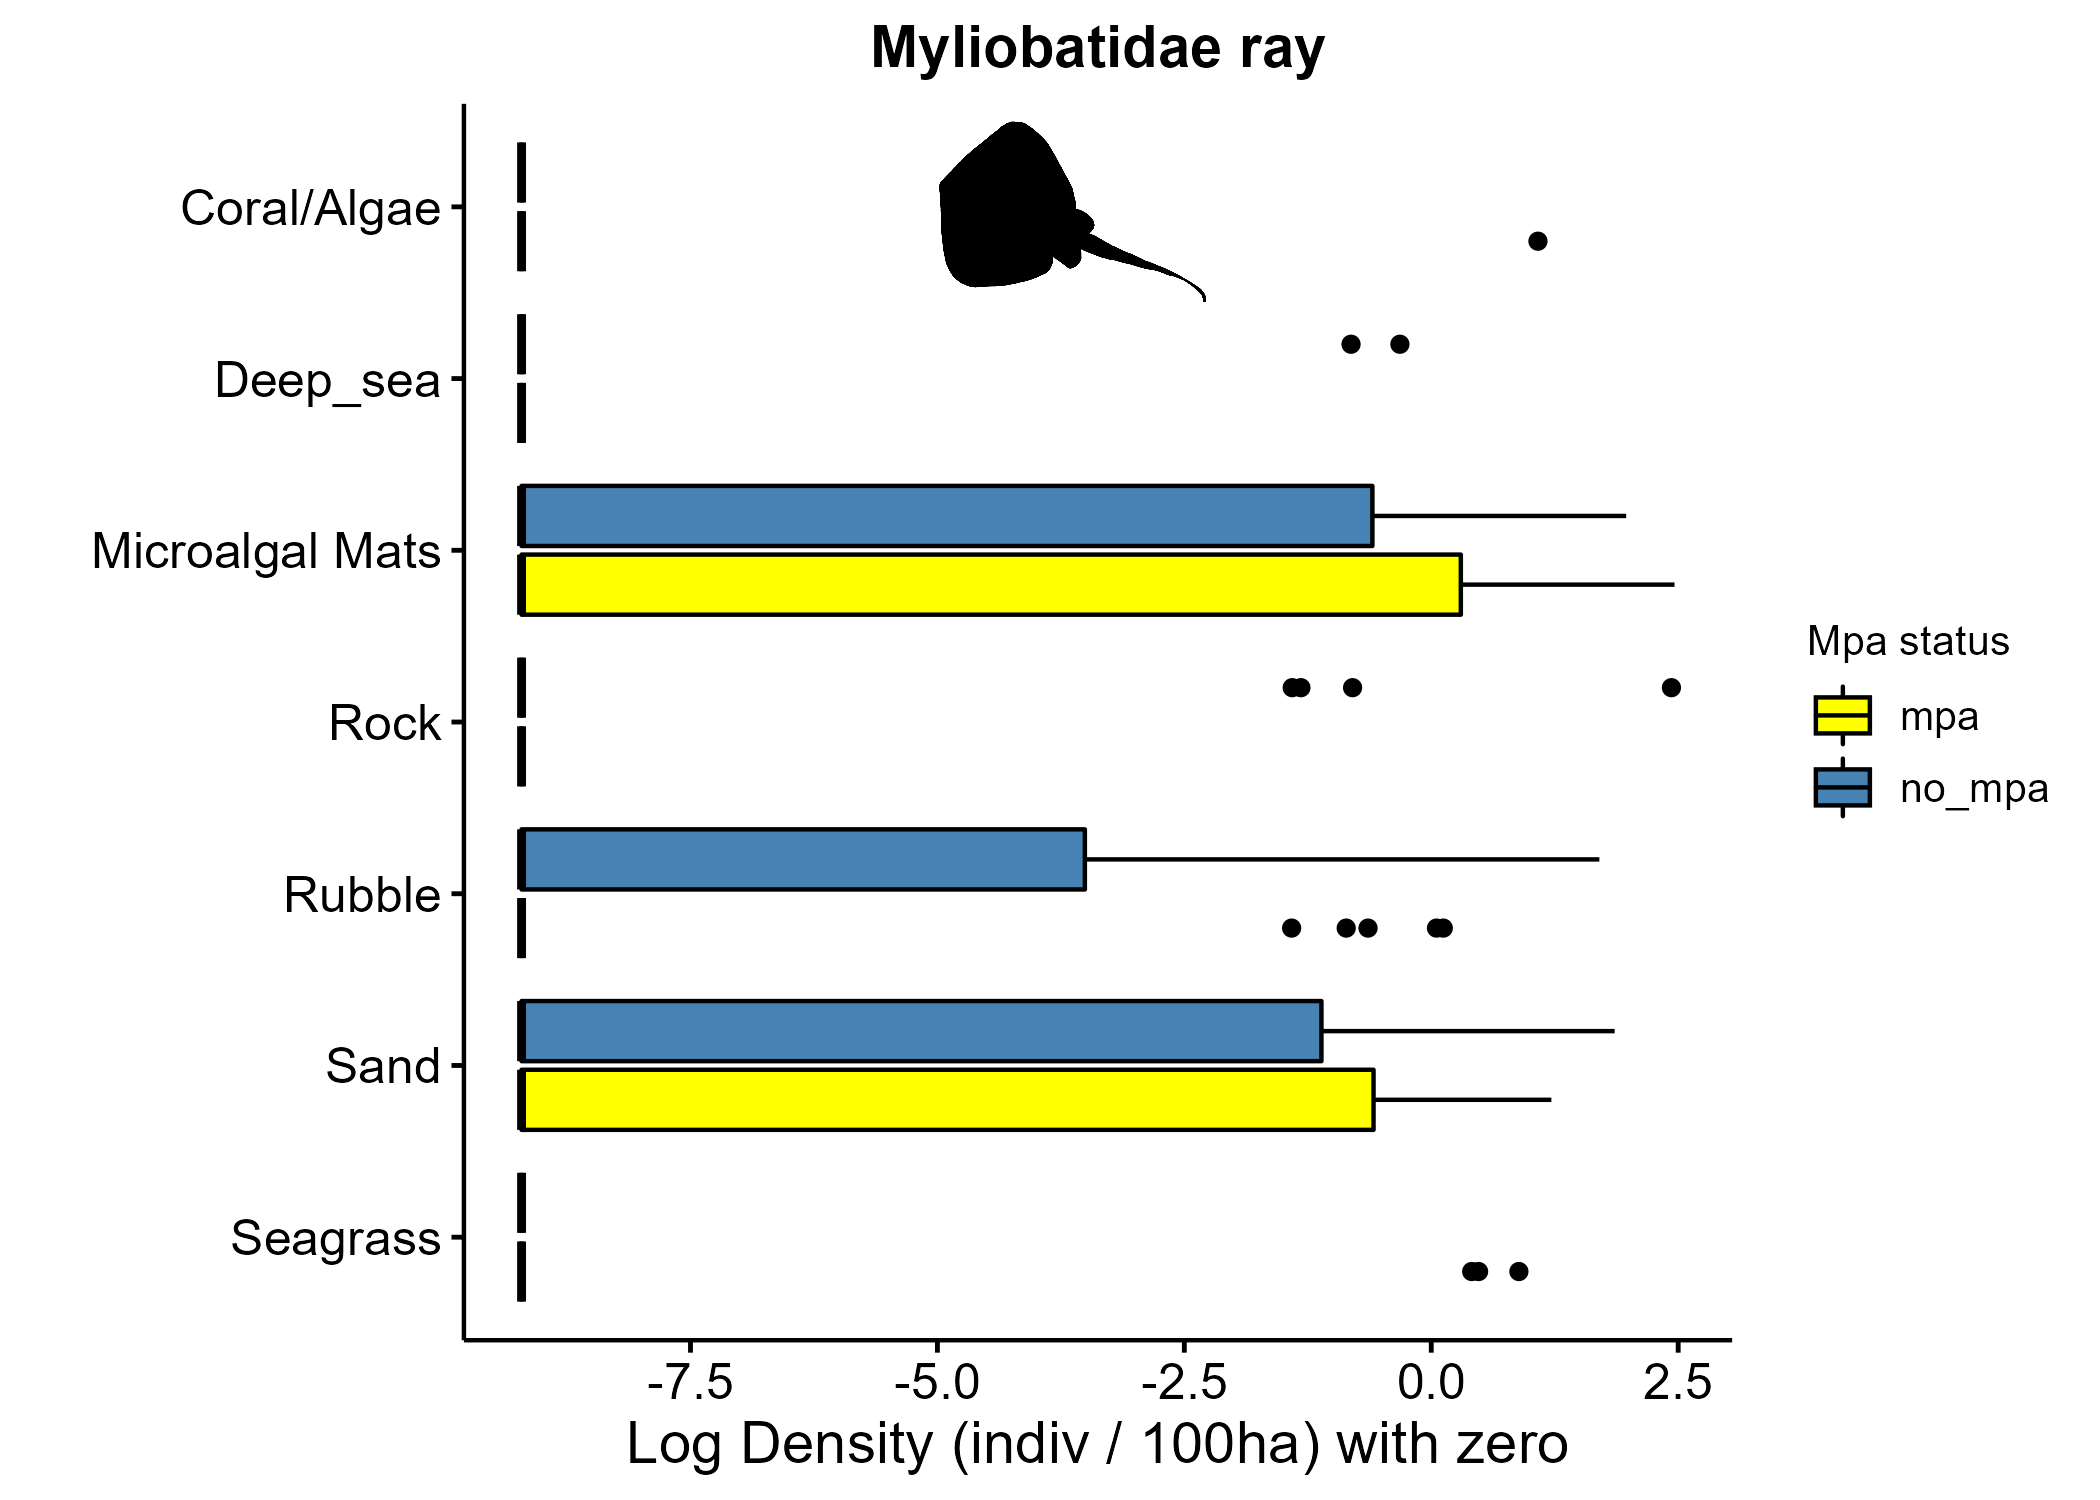 Myliobatidae ray
Coral/Algae
Deep_sea
Microalgal Mats
Rock
Rubble
Sand
Seagrass
-7.5 -5.0 -2.5 0.0 2.5
Log Density (indiv / 100ha) with zero
Mpa status
mpa
no_mpa